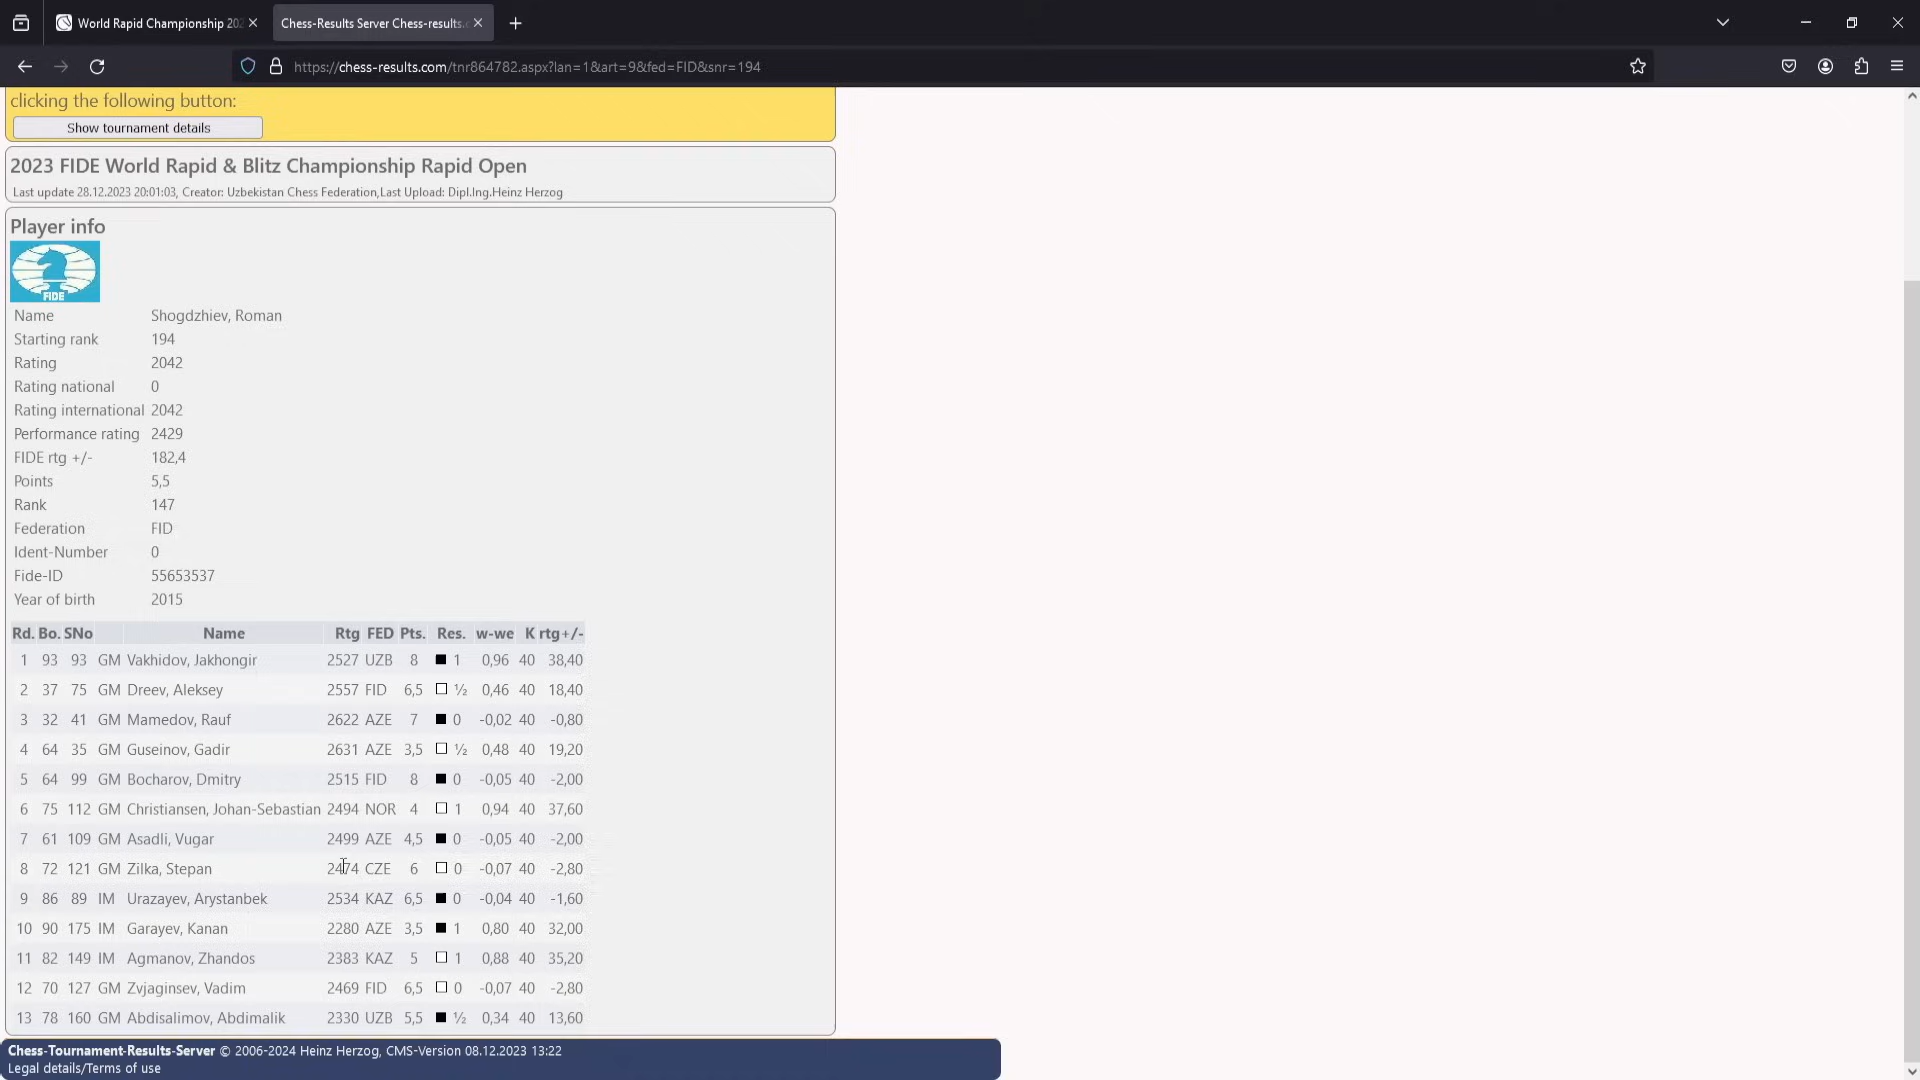 World Rapid Championship 202
Chess-Results Server Chess-results.c
https://chess-results.com/tnr864782.aspx?lan=1&art=9&fed=FID&snr=194
clicking the following button:
Show tournament details
2023 FIDE World Rapid & Blitz Championship Rapid Open
Last update 28.12.2023 20:01:03, Creator: Uzbekistan Chess Federation,Last Upload: Dipl.Ing.Heinz Herzog
Player info
FIDE
Name Shogdzhiev, Roman
Starting rank 194
Rating 2042
Rating national 0
Rating international 2042
Performance rating 2429
FIDE rtg +/- 182,4
Points 5,5
Rank 147
Federation FID
Ident-Number 0
Fide-ID 55653537
Year of birth 2015
Rd. Bo. SNo Name Rtg FED Pts. Res. w-we K rtg+/-
1 93 93 GM Vakhidov, Jakhongir 2527 UZB 8 1 0,96 40 38,40
2 37 75 GM Dreev, Aleksey 2557 FID 6,5 ½ 0,46 40 18,40
3 32 41 GM Mamedov, Rauf 2622 AZE 7 0 -0,02 40 -0,80
4 64 35 GM Guseinov, Gadir 2631 AZE 3,5 ½ 0,48 40 19,20
5 64 99 GM Bocharov, Dmitry 2515 FID 8 0 -0,05 40 -2,00
6 75 112 GM Christiansen, Johan-Sebastian 2494 NOR 4 1 0,94 40 37,60
7 61 109 GM Asadli, Vugar 2499 AZE 4,5 0 -0,05 40 -2,00
8 72 121 GM Zilka, Stepan 2474 CZE 6 0 -0,07 40 -2,80
9 86 89 IM Urazayev, Arystanbek 2534 KAZ 6,5 0 -0,04 40 -1,60
10 90 175 IM Garayev, Kanan 2280 AZE 3,5 1 0,80 40 32,00
11 82 149 IM Agmanov, Zhandos 2383 KAZ 5 1 0,88 40 35,20
12 70 127 GM Zvjaginsev, Vadim 2469 FID 6,5 0 -0,07 40 -2,80
13 78 160 GM Abdisalimov, Abdimalik 2330 UZB 5,5 ½ 0,34 40 13,60
Chess-Tournament-Results-Server © 2006-2024 Heinz Herzog, CMS-Version 08.12.2023 13:22
Legal details/Terms of use